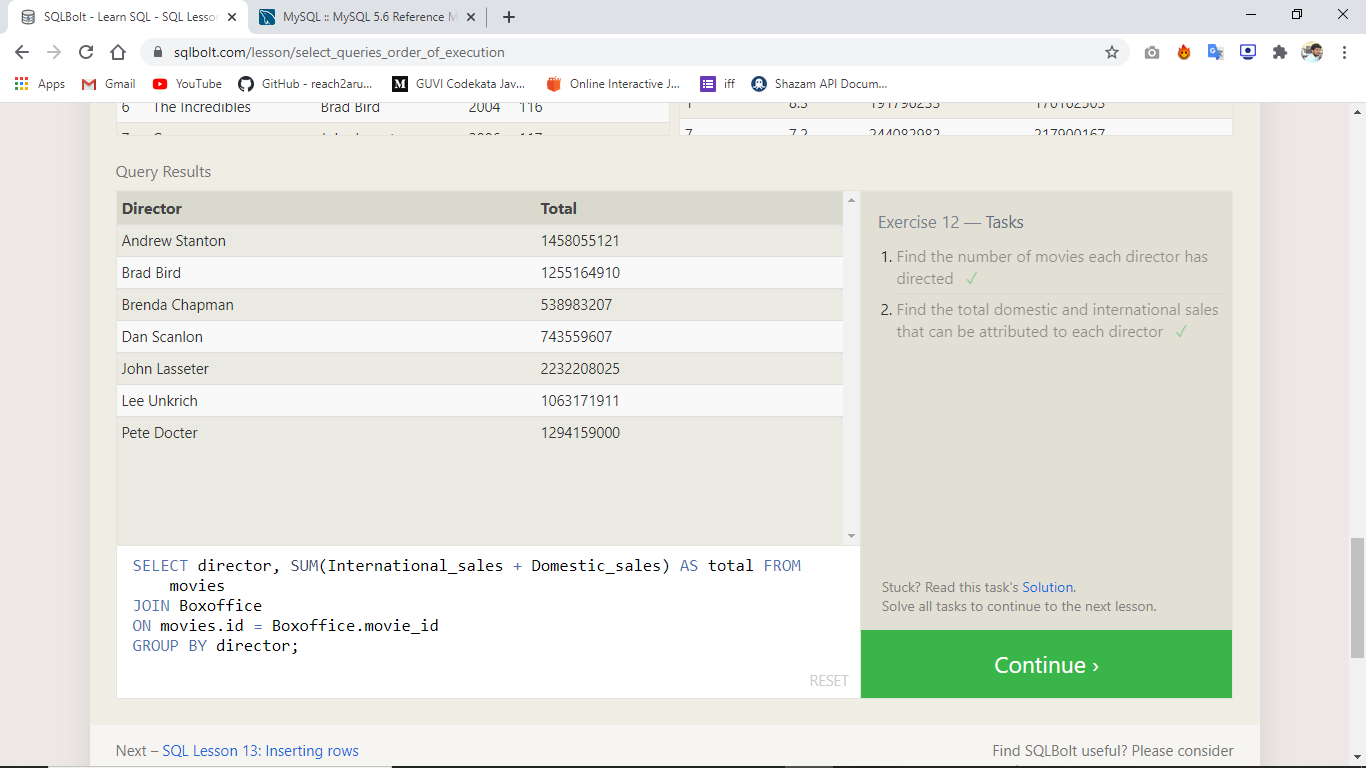 SQLBolt - Learn SQL - SQL Lesson
MySQL :: MySQL 5.6 Reference M
sqlbolt.com/lesson/select_queries_order_of_execution
Apps Gmail YouTube GitHub - reach2aru... GUVI Codekata Jav... Online Interactive J... iff Shazam API Docum...
6 The Incredibles Brad Bird 2004 116
7.2 244082982 217900167
Query Results
Director Total
Andrew Stanton 1458055121
Brad Bird 1255164910
Brenda Chapman 538983207
Dan Scanlon 743559607
John Lasseter 2232208025
Lee Unkrich 1063171911
Pete Docter 1294159000
Exercise 12 — Tasks
1. Find the number of movies each director has
directed ✓
2. Find the total domestic and international sales
that can be attributed to each director ✓
SELECT director, SUM(International_sales + Domestic_sales) AS total FROM
movies
JOIN Boxoffice
ON movies.id = Boxoffice.movie_id
GROUP BY director;
RESET
Stuck? Read this task's Solution.
Solve all tasks to continue to the next lesson.
Continue ›
Next – SQL Lesson 13: Inserting rows
Find SQLBolt useful? Please consider